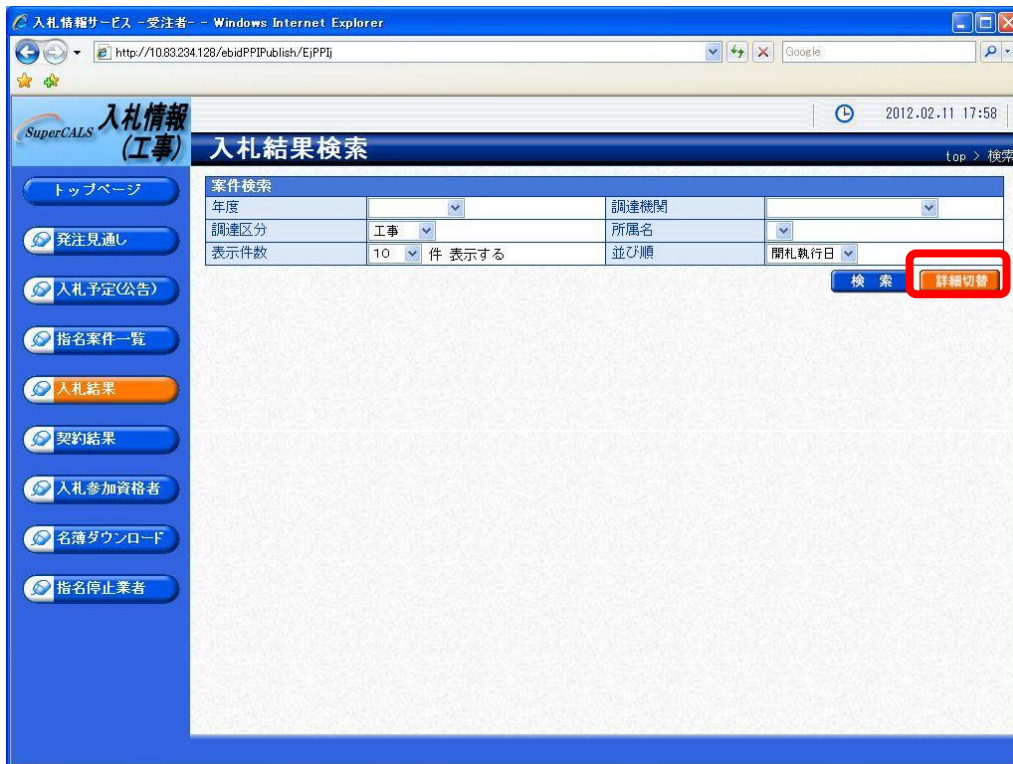 入札情報サービス -受注者- - Windows Internet Explorer
http://10.83.234.128/ebidPPIPublish/EjPPIj
Google
SuperCALS 入札情報
(工事)
2012.02.11 17:58
入札結果検索
top > 検索
トップページ
発注見通し
入札予定(公告)
指名案件一覧
入札結果
契約結果
入札参加資格者
名簿ダウンロード
指名停止業者
案件検索
年度 調達機関
調達区分 工事 所属名
表示件数 10 件 表示する 並び順 開札執行日
検 索 詳細切替